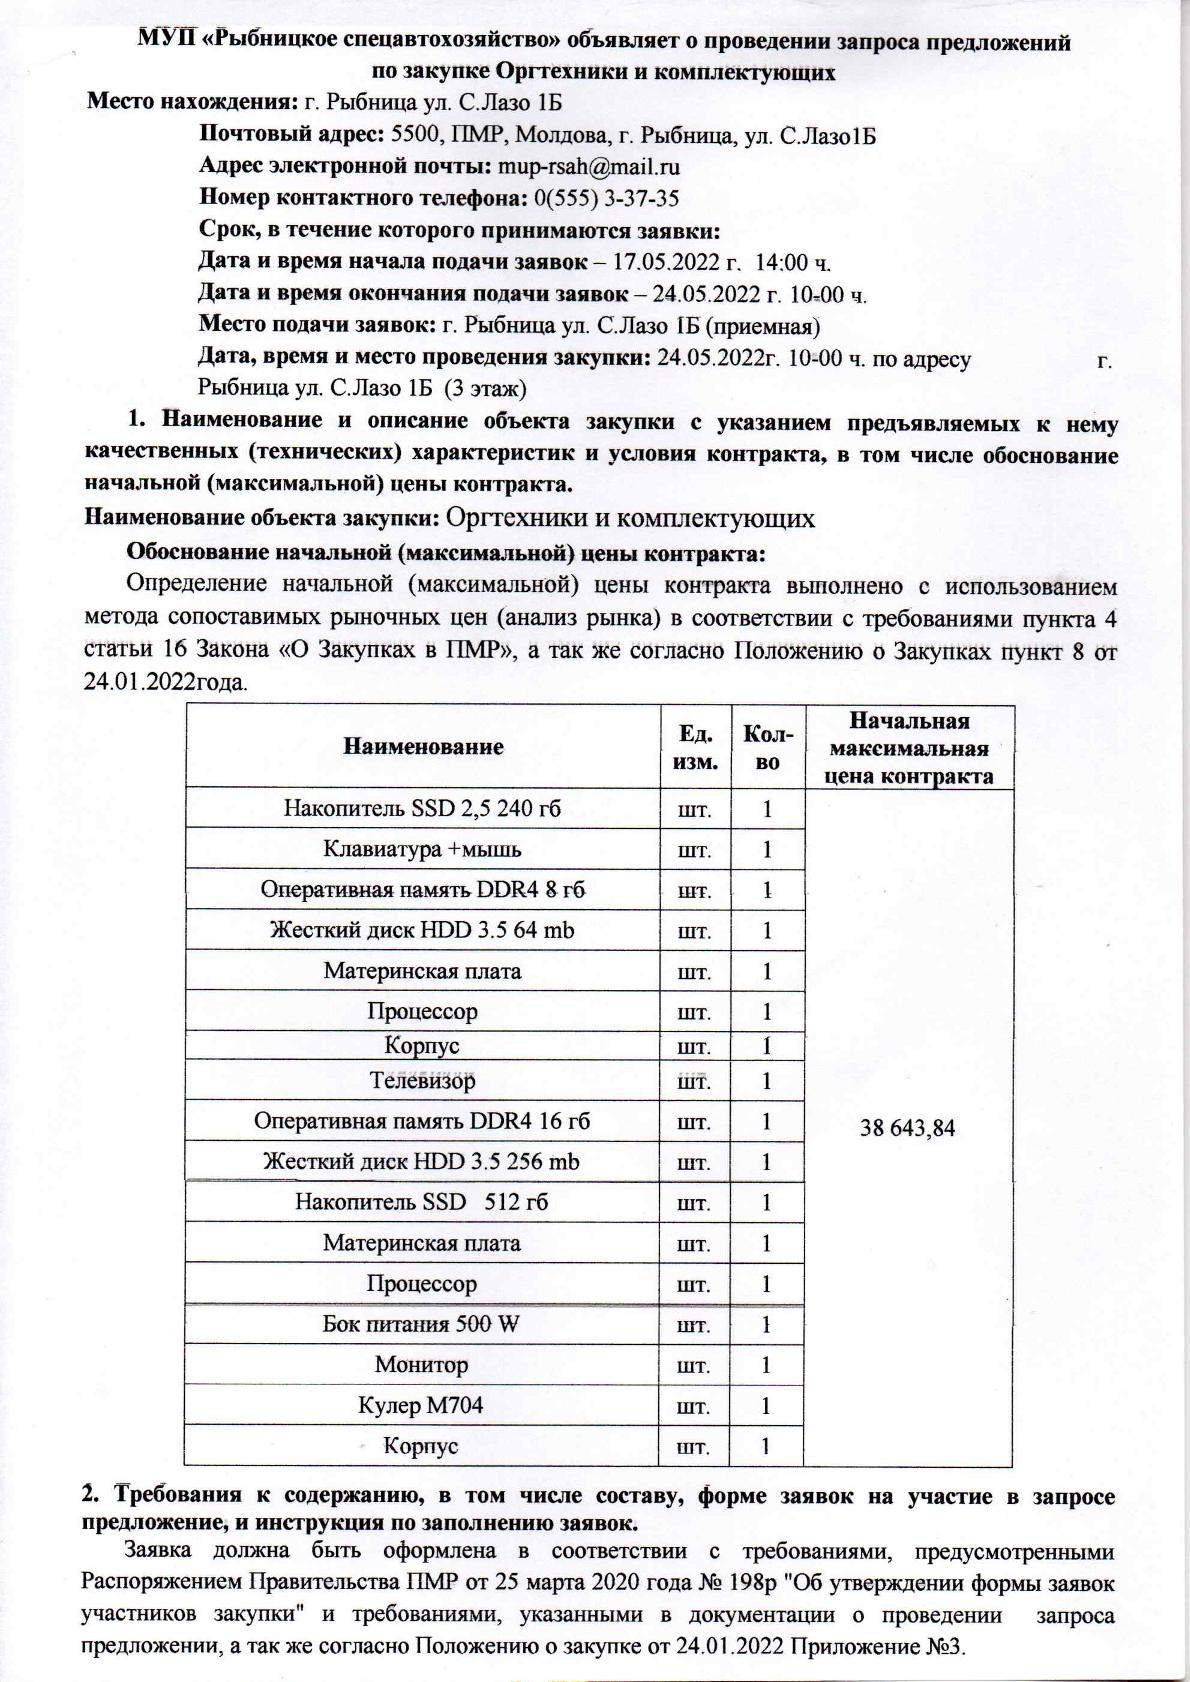 МУП «Рыбницкое спецавтохозяйство» объявляет о проведении запроса предложений
по закупке Оргтехники и комплектующих
Место нахождения: г. Рыбница ул. С.Лазо 1Б
Почтовый адрес: 5500, ПМР, Молдова, г. Рыбница, ул. С.Лазо1Б
Адрес электронной почты: mup-rsah@mail.ru
Номер контактного телефона: 0(555) 3-37-35
Срок, в течение которого принимаются заявки:
Дата и время начала подачи заявок – 17.05.2022 г. 14:00 ч.
Дата и время окончания подачи заявок – 24.05.2022 г. 10-00 ч.
Место подачи заявок: г. Рыбница ул. С.Лазо 1Б (приемная)
Дата, время и место проведения закупки: 24.05.2022г. 10-00 ч. по адресу г.
Рыбница ул. С.Лазо 1Б (3 этаж)
1. Наименование и описание объекта закупки с указанием предъявляемых к нему
качественных (технических) характеристик и условия контракта, в том числе обоснование
начальной (максимальной) цены контракта.
Наименование объекта закупки: Оргтехники и комплектующих
Обоснование начальной (максимальной) цены контракта:
Определение начальной (максимальной) цены контракта выполнено с использованием
метода сопоставимых рыночных цен (анализ рынка) в соответствии с требованиями пункта 4
статьи 16 Закона «О Закупках в ПМР», а так же согласно Положению о Закупках пункт 8 от
24.01.2022года.
Наименование Ед. изм. Кол-во Начальная максимальная цена контракта
Накопитель SSD 2,5 240 гб шт. 1
Клавиатура +мышь шт. 1
Оперативная память DDR4 8 гб шт. 1
Жесткий диск HDD 3.5 64 mb шт. 1
Материнская плата шт. 1
Процессор шт. 1
Корпус шт. 1
Телевизор шт. 1
Оперативная память DDR4 16 гб шт. 1 38 643,84
Жесткий диск HDD 3.5 256 mb шт. 1
Накопитель SSD 512 гб шт. 1
Материнская плата шт. 1
Процессор шт. 1
Бок питания 500 W шт. 1
Монитор шт. 1
Кулер М704 шт. 1
Корпус шт. 1
2. Требования к содержанию, в том числе составу, форме заявок на участие в запросе
предложение, и инструкция по заполнению заявок.
Заявка должна быть оформлена в соответствии с требованиями, предусмотренными
Распоряжением Правительства ПМР от 25 марта 2020 года № 198р "Об утверждении формы заявок
участников закупки" и требованиями, указанными в документации о проведении запроса
предложении, а так же согласно Положению о закупке от 24.01.2022 Приложение №3.